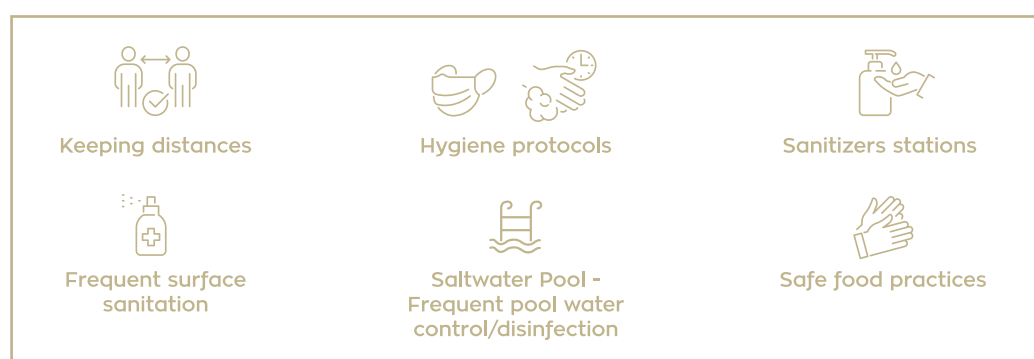 Keeping distances
Hygiene protocols
Sanitizers stations
Frequent surface
sanitation
Saltwater Pool -
Frequent pool water
control/disinfection
Safe food practices